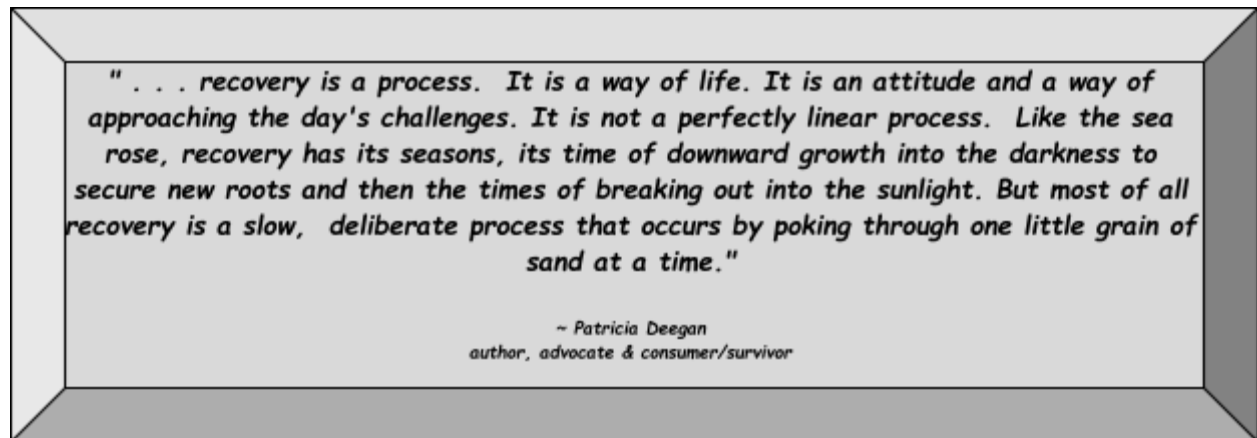 " . . . recovery is a process.  It is a way of life. It is an attitude and a way of
approaching the day's challenges. It is not a perfectly linear process.  Like the sea
rose, recovery has its seasons, its time of downward growth into the darkness to
secure new roots and then the times of breaking out into the sunlight. But most of all
recovery is a slow,  deliberate process that occurs by poking through one little grain of
sand at a time."
~ Patricia Deegan
author, advocate & consumer/survivor